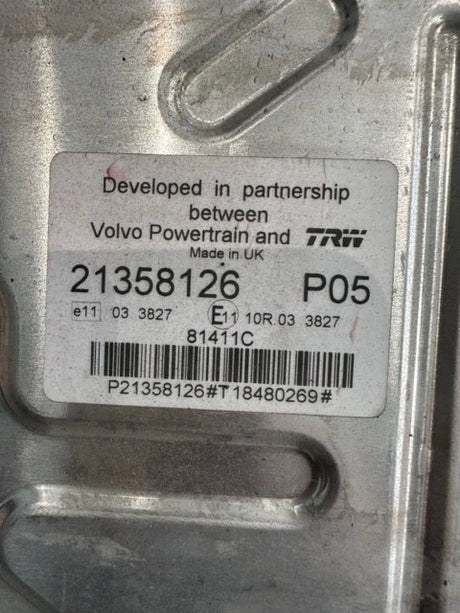 Developed in partnership
between
Volvo Powertrain and TRW
Made in UK
21358126 P05
e11 03 3827 E11 10R.03 3827
81411C
P21358126#T18480269#